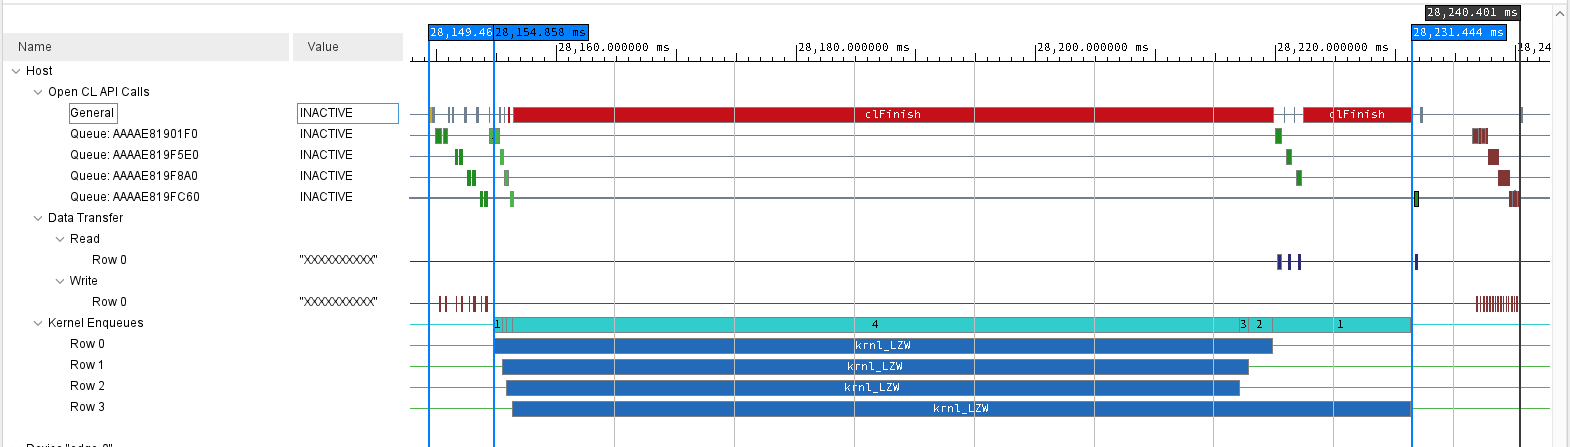 28,240.401 ms
28,149.46 28,154.858 ms 28,231.444 ms
Name Value 28,160.000000 ms 28,180.000000 ms 28,200.000000 ms 28,220.000000 ms 28,24
Host
Open CL API Calls
General INACTIVE clFinish clFinish
Queue: AAAAE81901F0 INACTIVE
Queue: AAAAE819F5E0 INACTIVE
Queue: AAAAE819F8A0 INACTIVE
Queue: AAAAE819FC60 INACTIVE
Data Transfer
Read
Row 0 "XXXXXXXXXX"
Write
Row 0 "XXXXXXXXXX"
Kernel Enqueues 1 4 3 2 1
Row 0 krnl_LZW
Row 1 krnl_LZW
Row 2 krnl_LZW
Row 3 krnl_LZW